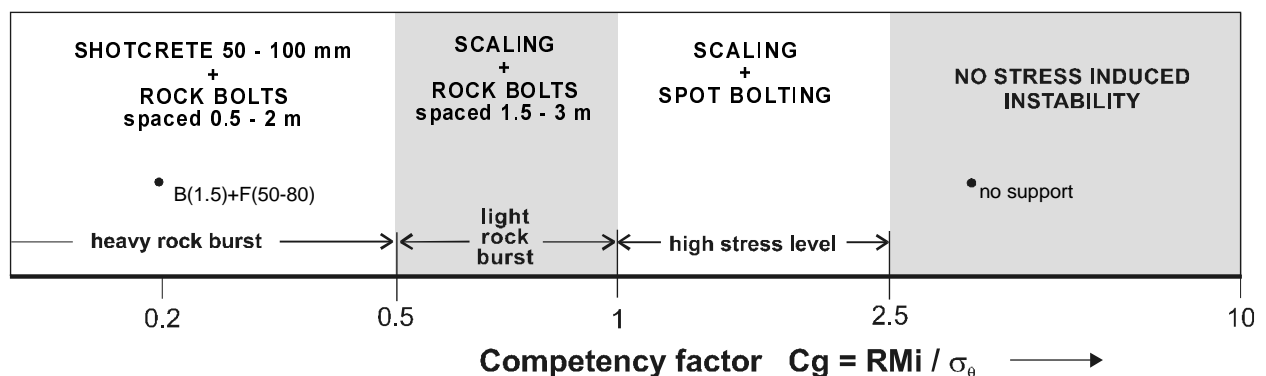 SHOTCRETE 50 - 100 mm
+
ROCK BOLTS
spaced 0.5 - 2 m
SCALING
+
ROCK BOLTS
spaced 1.5 - 3 m
SCALING
+
SPOT BOLTING
NO STRESS INDUCED
INSTABILITY
B(1.5)+F(50-80)
no support
heavy rock burst
light
rock
burst
high stress level
0.2
0.5
1
2.5
10
Competency factor Cg = RMi / σθ